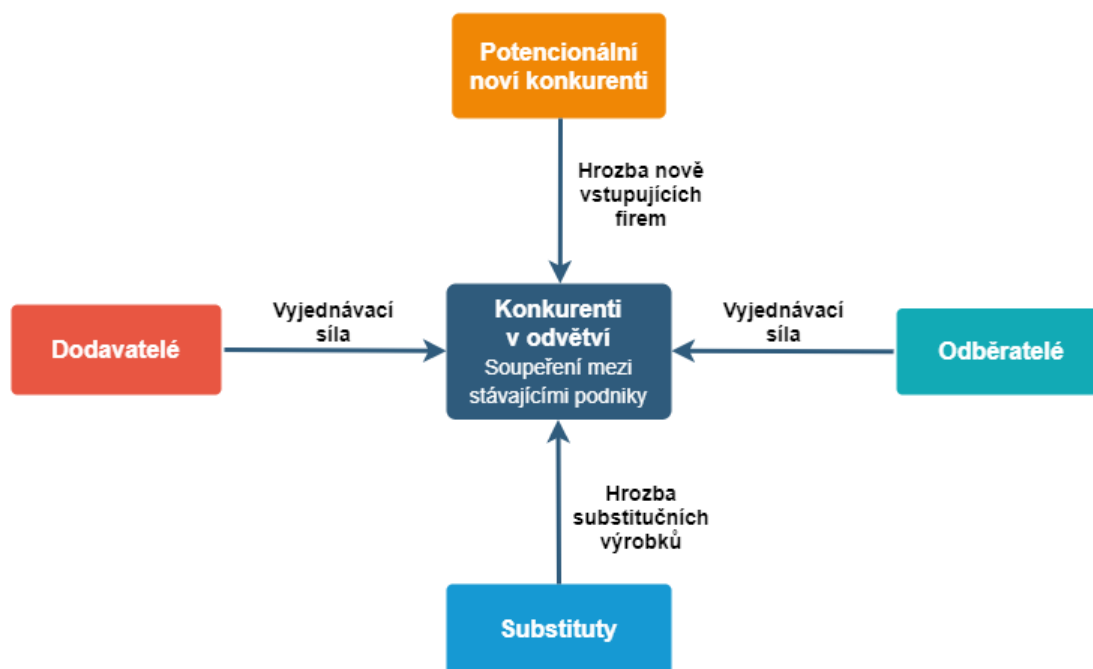 Potencionální
noví konkurenti
Hrozba nově
vstupujících
firem
Vyjednávací
síla
Vyjednávací
síla
Dodavatelé
Konkurenti
v odvětví
Soupeření mezi
stávajícími podniky
Odběratelé
Hrozba
substitučních
výrobků
Substituty